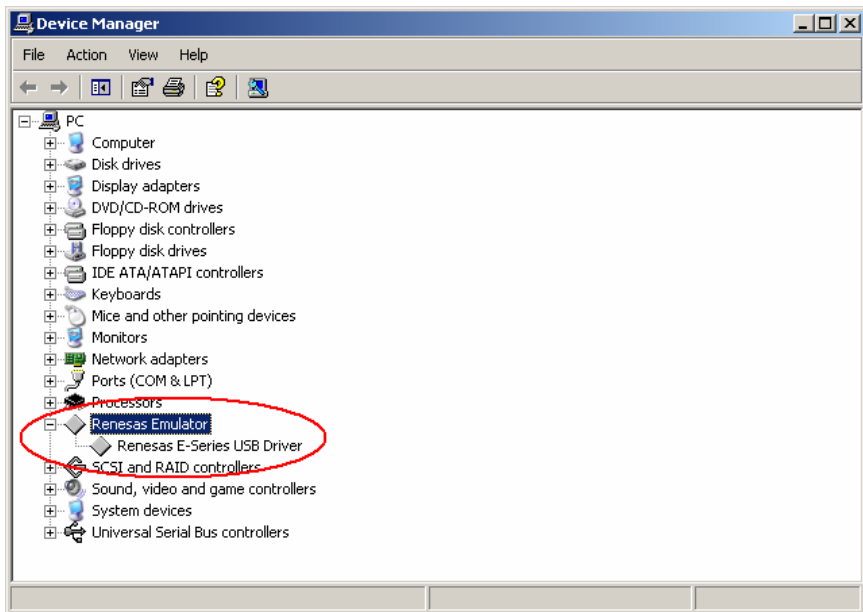 Device Manager
File Action View Help
PC
Computer
Disk drives
Display adapters
DVD/CD-ROM drives
Floppy disk controllers
Floppy disk drives
IDE ATA/ATAPI controllers
Keyboards
Mice and other pointing devices
Monitors
Network adapters
Ports (COM & LPT)
Processors
Renesas Emulator
Renesas E-Series USB Driver
SCSI and RAID controllers
Sound, video and game controllers
System devices
Universal Serial Bus controllers